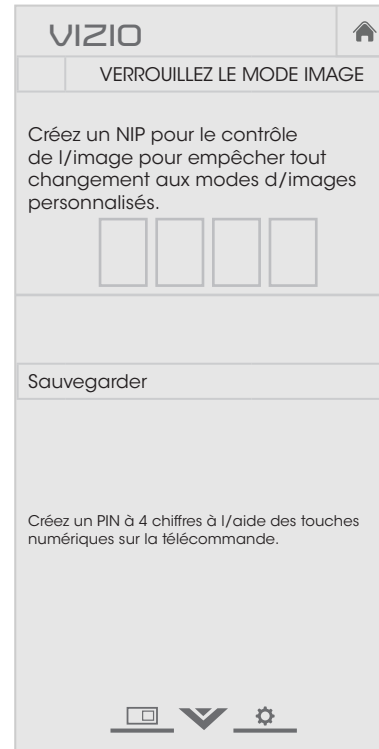 VIZIO
VERROUILLEZ LE MODE IMAGE
Créez un NIP pour le contrôle
de l/image pour empêcher tout
changement aux modes d/images
personnalisés.
Sauvegarder
Créez un PIN à 4 chiffres à l/aide des touches
numériques sur la télécommande.